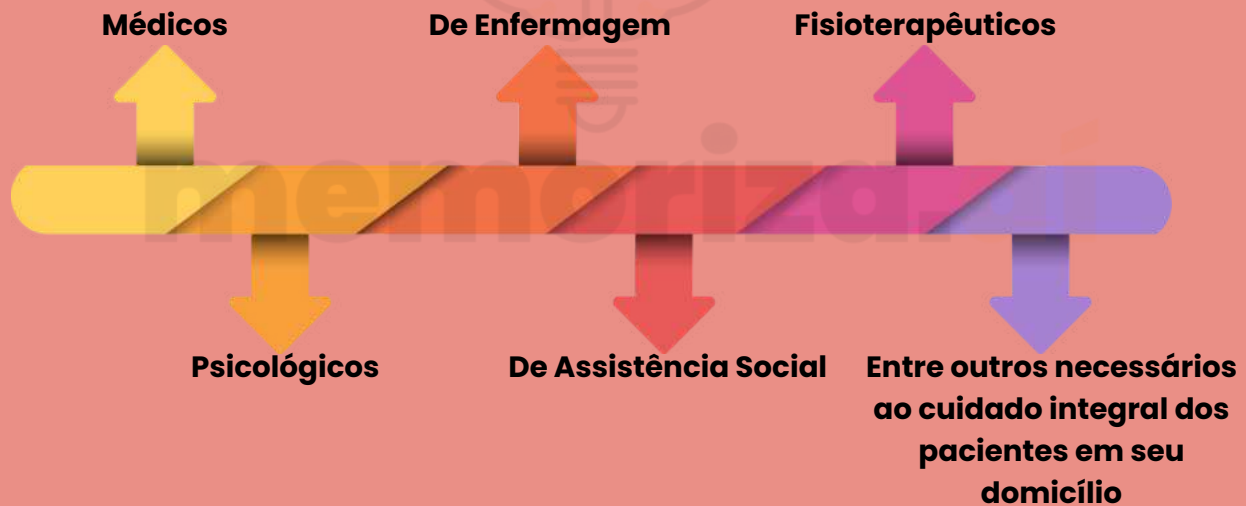 Médicos
De Enfermagem
Fisioterapêuticos
memoriza.aí
Psicológicos
De Assistência Social
Entre outros necessários
ao cuidado integral dos
pacientes em seu
domicílio